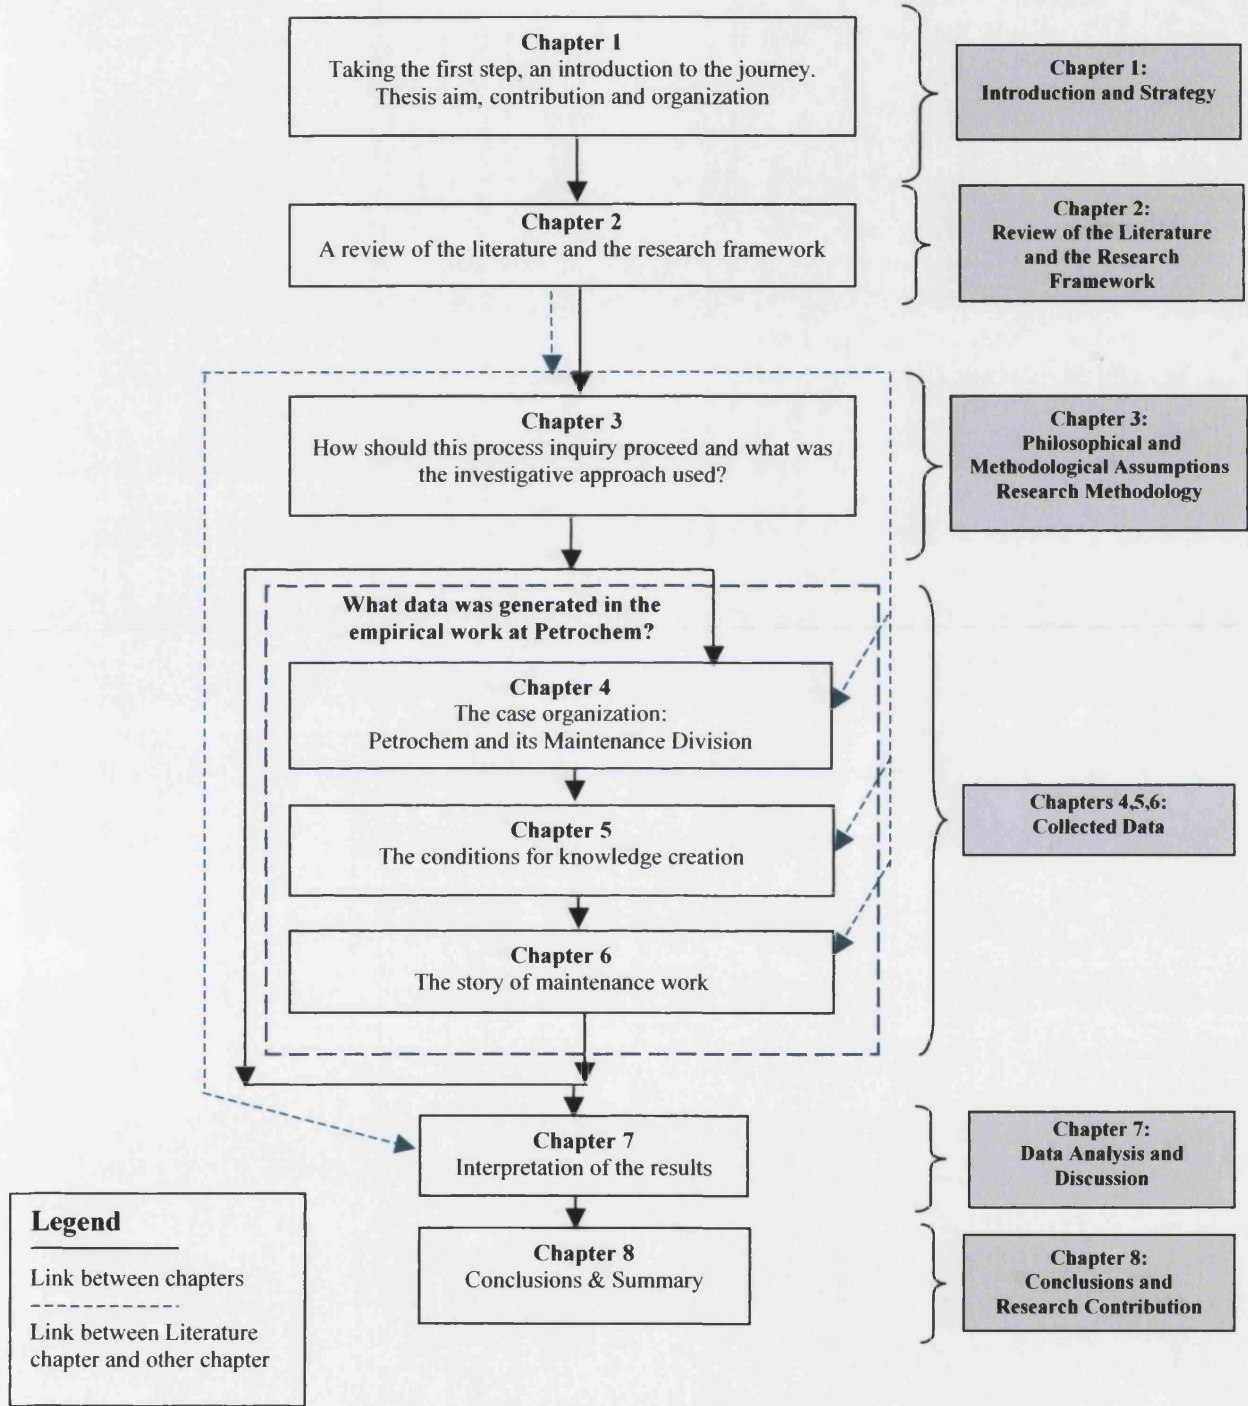 Chapter 1
Taking the first step, an introduction to the journey.
Thesis aim, contribution and organization
Chapter 1:
Introduction and Strategy
Chapter 2
A review of the literature and the research framework
Chapter 2:
Review of the Literature
and the Research
Framework
Chapter 3
How should this process inquiry proceed and what was
the investigative approach used?
Chapter 3:
Philosophical and
Methodological Assumptions
Research Methodology
What data was generated in the
empirical work at Petrochem?
Chapter 4
The case organization:
Petrochem and its Maintenance Division
Chapter 5
The conditions for knowledge creation
Chapter 6
The story of maintenance work
Chapters 4,5,6:
Collected Data
Chapter 7
Interpretation of the results
Chapter 7:
Data Analysis and
Discussion
Chapter 8
Conclusions & Summary
Chapter 8:
Conclusions and
Research Contribution
Legend
Link between chapters
Link between Literature
chapter and other chapter